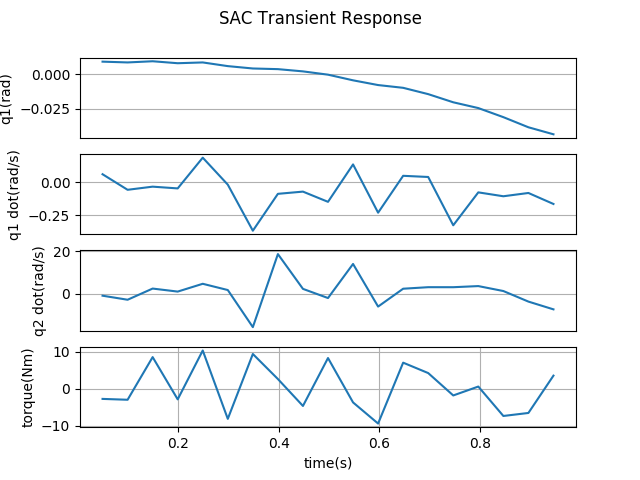 SAC Transient Response
q1(rad)
0.000
−0.025
q1 dot(rad/s)
0.00
−0.25
q2 dot(rad/s)
20
0
torque(Nm)
10
0
−10
0.2 0.4 0.6 0.8
time(s)